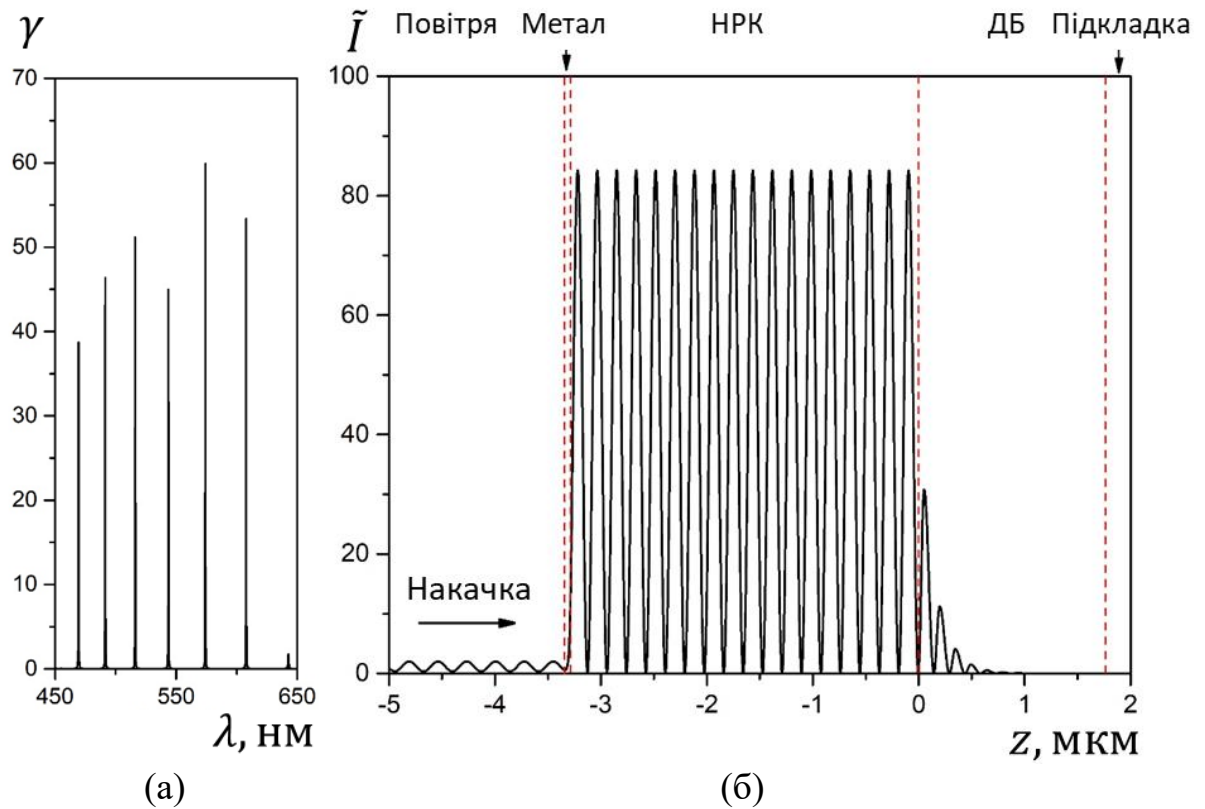 γ
70
60
50
40
30
20
10
0
450 550 650
λ, нм
(а)
Повітря Метал НРК ДБ Підкладка
Ĩ
100
80
60
40
20
0
Накачка
-5 -4 -3 -2 -1 0 1 2
z, мкм
(б)